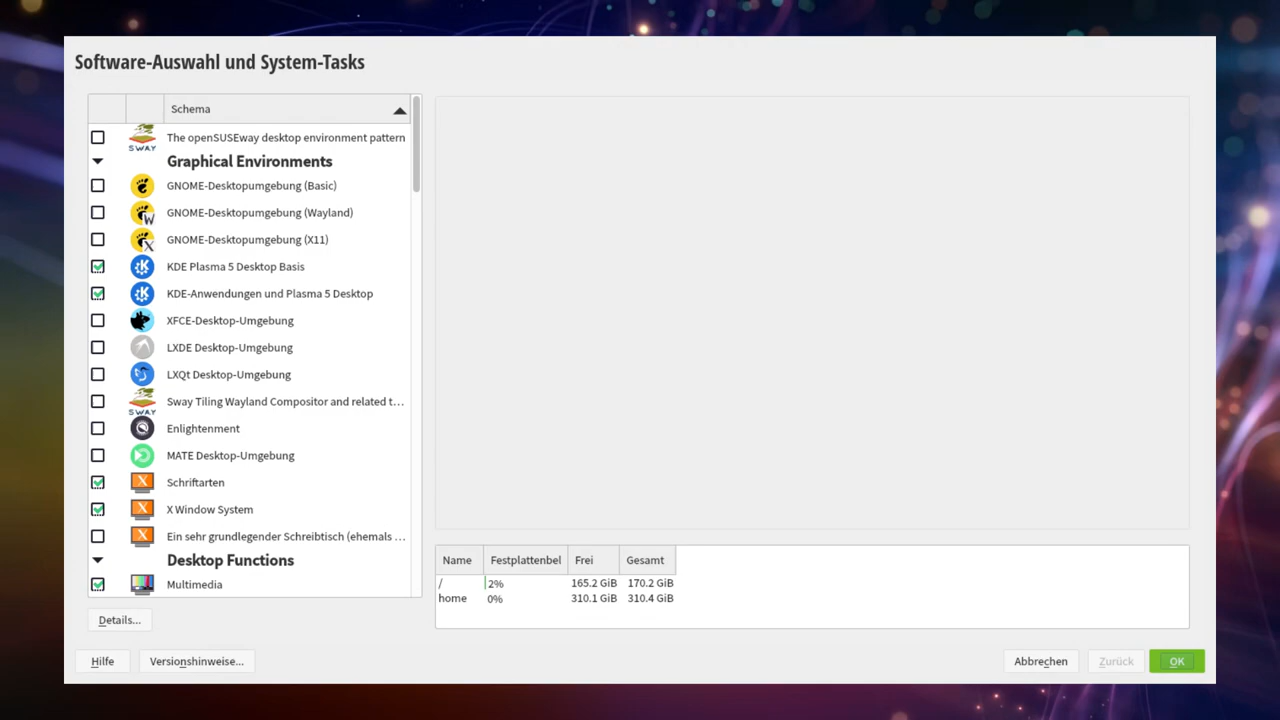 Software-Auswahl und System-Tasks
Schema
The openSUSEway desktop environment pattern
SWAY
Graphical Environments
GNOME-Desktopumgebung (Basic)
GNOME-Desktopumgebung (Wayland)
W
GNOME-Desktopumgebung (X11)
X
KDE Plasma 5 Desktop Basis
KDE-Anwendungen und Plasma 5 Desktop
XFCE-Desktop-Umgebung
LXDE Desktop-Umgebung
LXQt Desktop-Umgebung
Sway Tiling Wayland Compositor and related t...
SWAY
Enlightenment
MATE Desktop-Umgebung
X Schriftarten
X X Window System
X Ein sehr grundlegender Schreibtisch (ehemals ...
Desktop Functions
Multimedia
Details...
Name Festplattenbel Frei Gesamt
/ 2% 165.2 GiB 170.2 GiB
home 0% 310.1 GiB 310.4 GiB
Hilfe Versionshinweise... Abbrechen Zurück OK